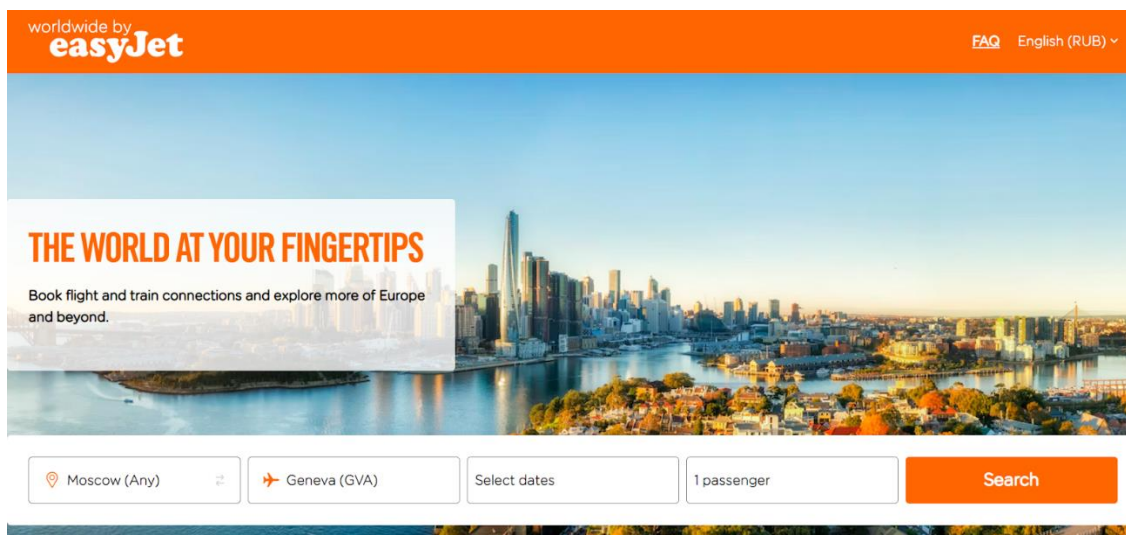 worldwide by
easyJet
FAQ English (RUB)
THE WORLD AT YOUR FINGERTIPS
Book flight and train connections and explore more of Europe
and beyond.
Moscow (Any) Geneva (GVA) Select dates 1 passenger Search